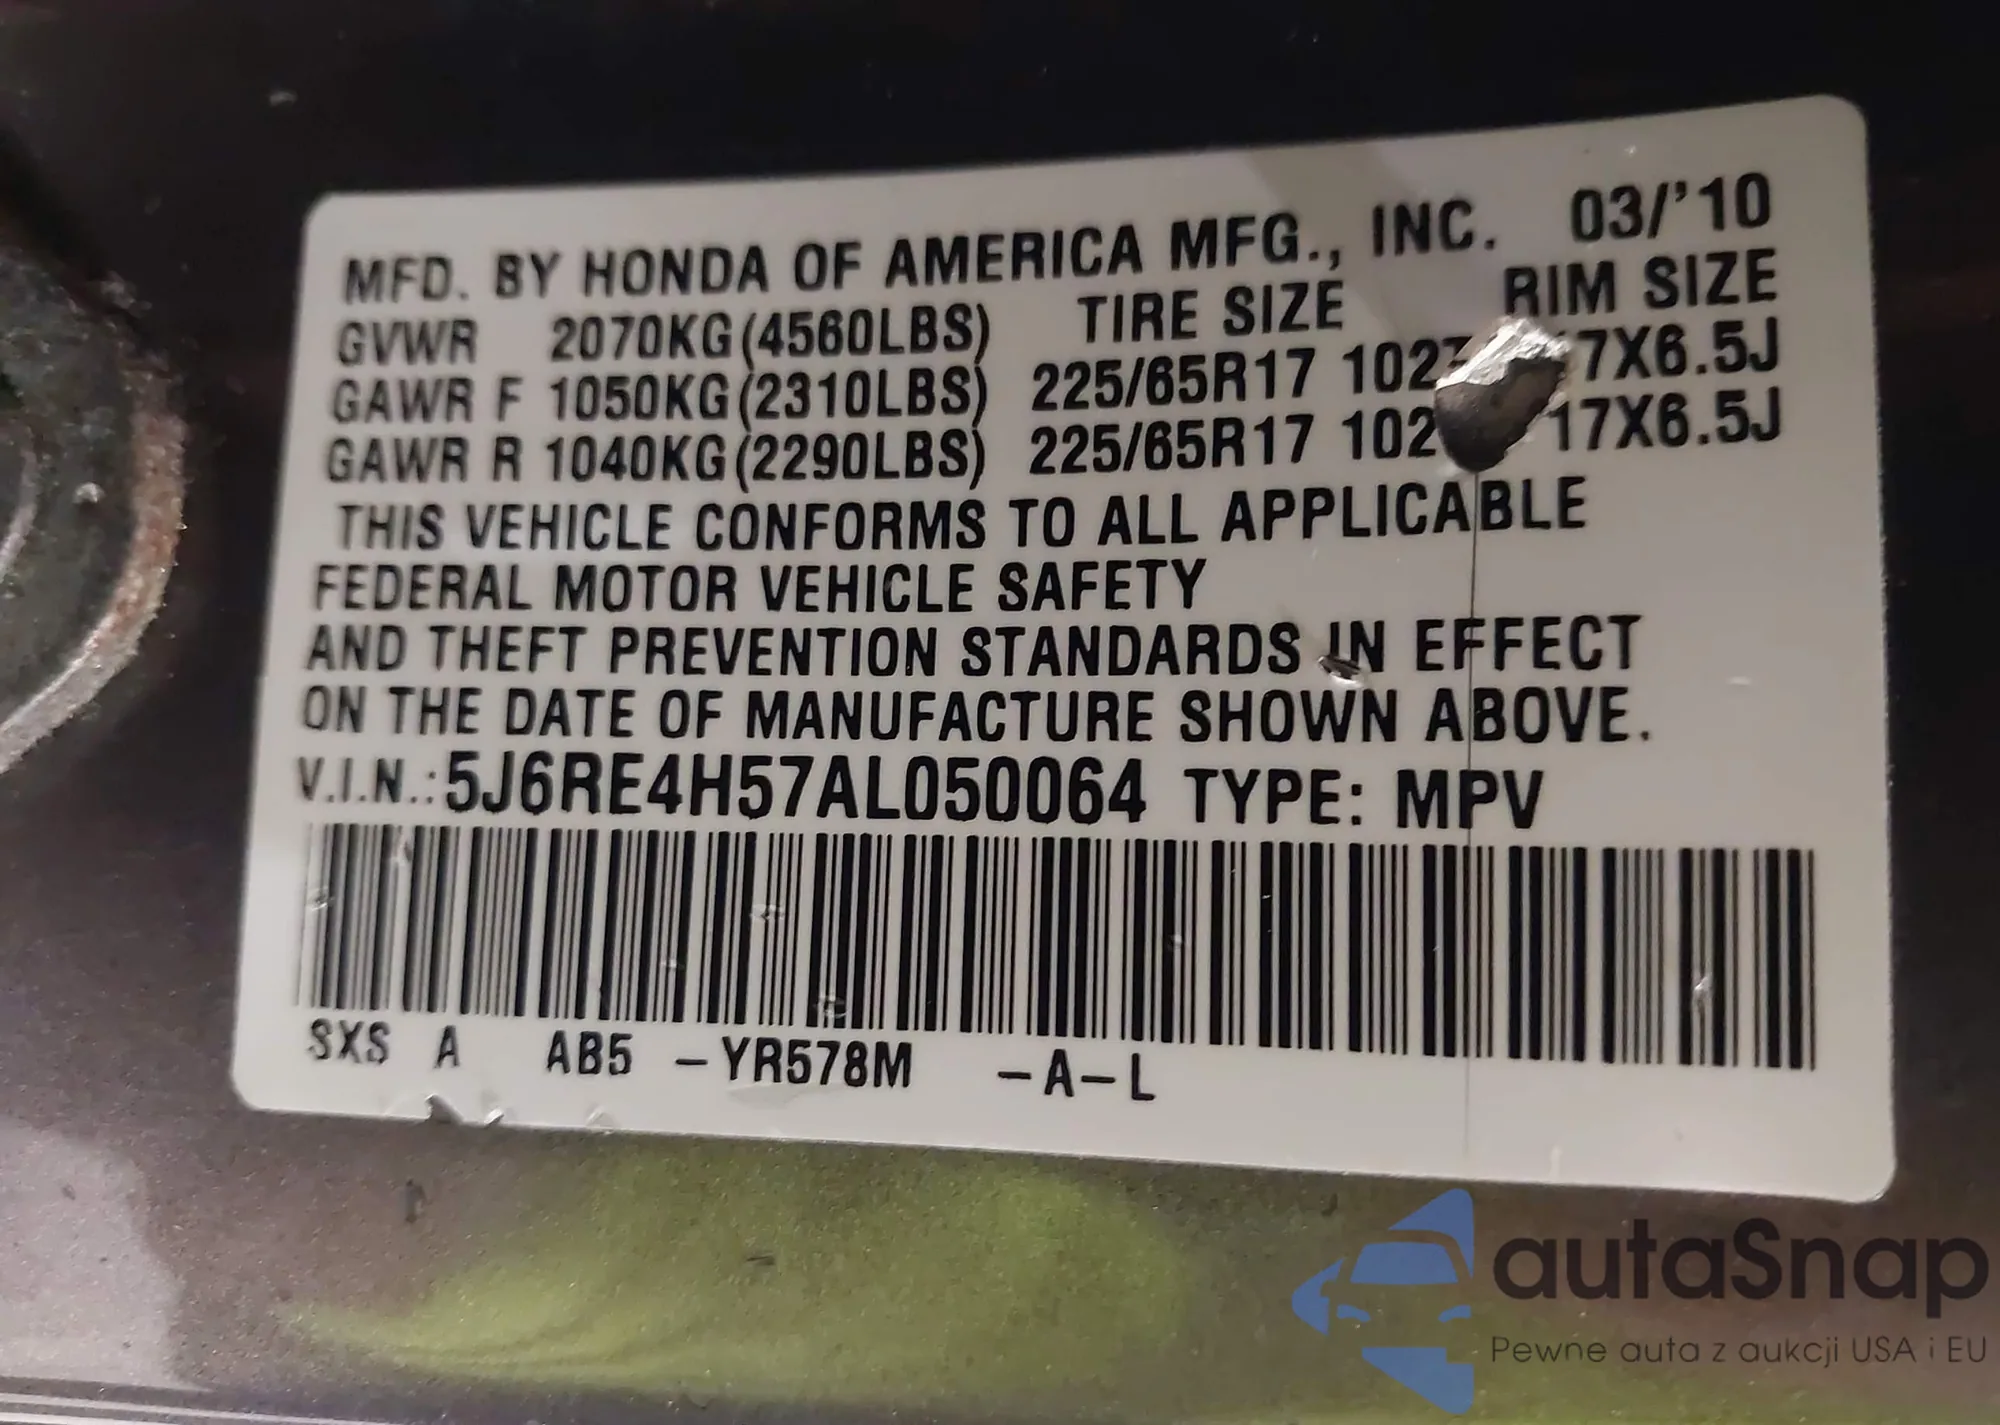 MFD. BY HONDA OF AMERICA MFG., INC. 03/'10
GVWR 2070KG(4560LBS) TIRE SIZE RIM SIZE
GAWR F 1050KG(2310LBS) 225/65R17 17X6.5J
GAWR R 1040KG(2290LBS) 225/65R17 17X6.5J
THIS VEHICLE CONFORMS TO ALL APPLICABLE
FEDERAL MOTOR VEHICLE SAFETY
AND THEFT PREVENTION STANDARDS IN EFFECT
ON THE DATE OF MANUFACTURE SHOWN ABOVE.
V.I.N.: 5J6RE4H57AL050064 TYPE: MPV
SXS A AB5 -YR578M -A-L
autaSnap
Pewne auta z aukcji USA i EU